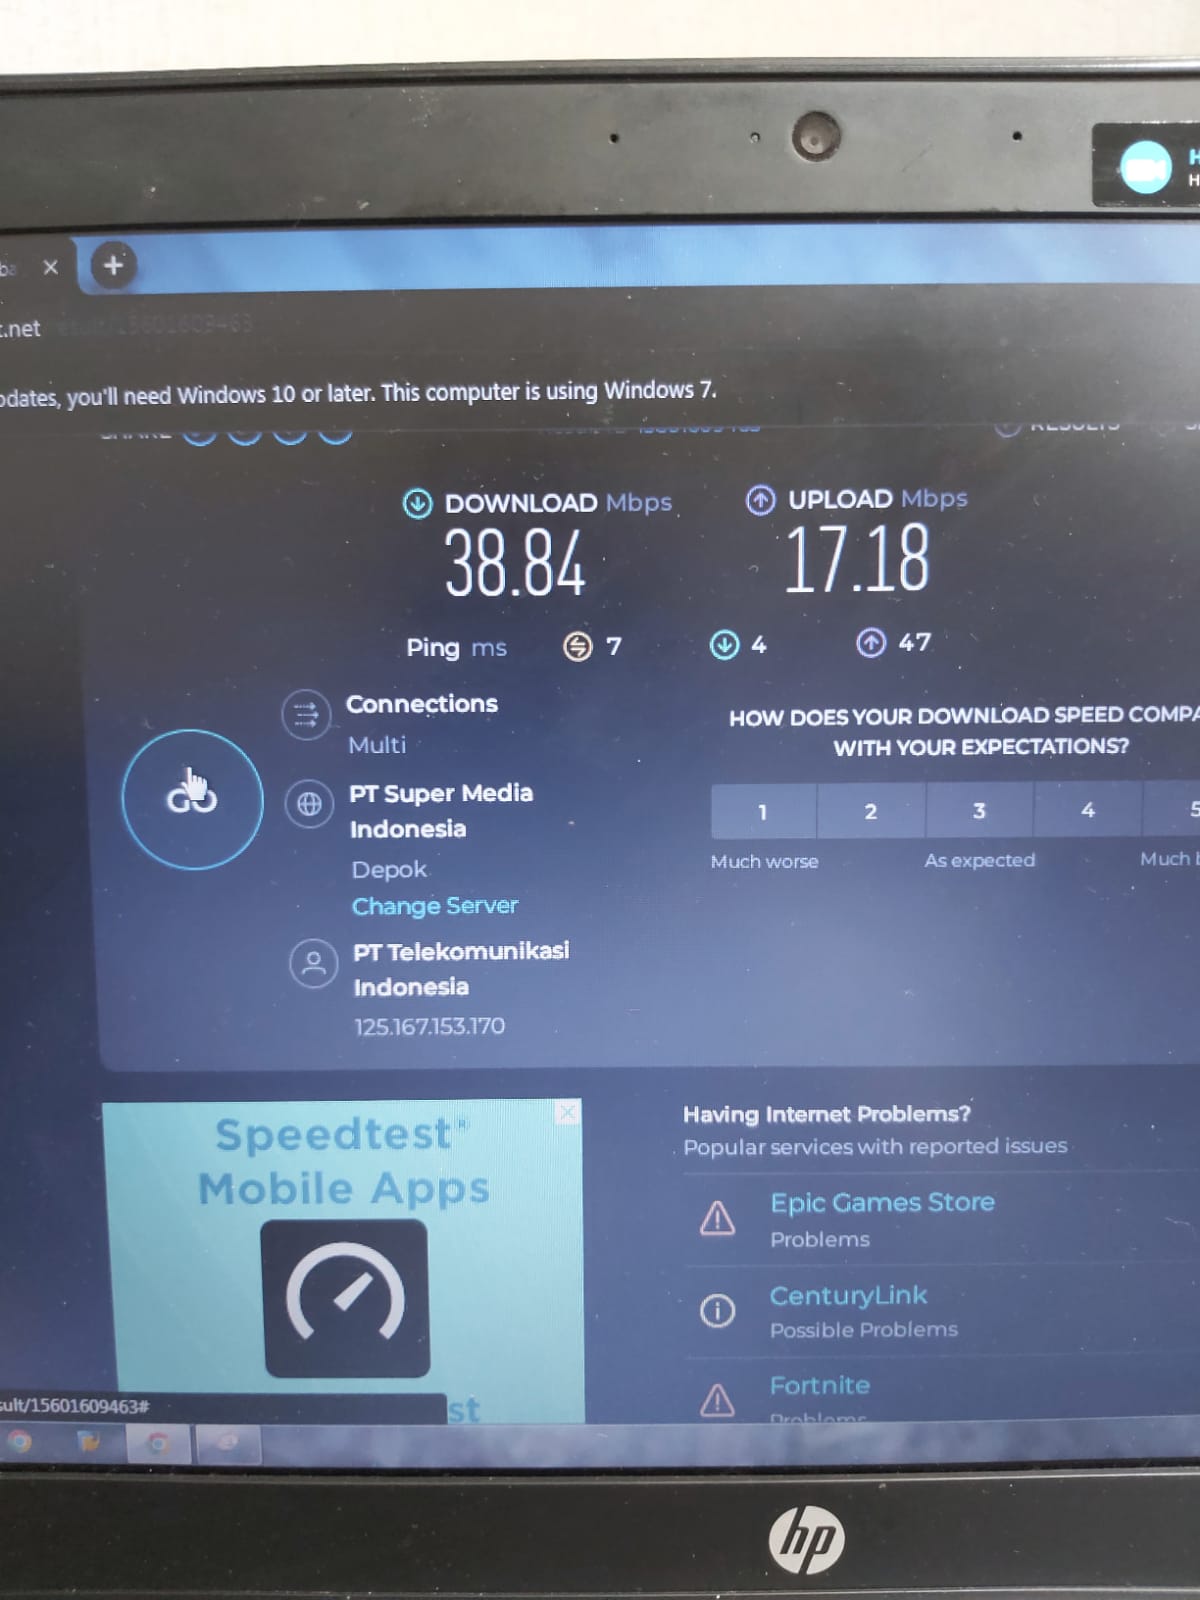 .net
odates, you'll need Windows 10 or later. This computer is using Windows 7.
SHARE
RESULTS
DOWNLOAD Mbps
UPLOAD Mbps
38.84
17.18
Ping ms 7 4 47
Connections
Multi
HOW DOES YOUR DOWNLOAD SPEED COMPA
WITH YOUR EXPECTATIONS?
GO
PT Super Media
Indonesia
1 2 3 4 5
Much worse As expected Much
Depok
Change Server
PT Telekomunikasi
Indonesia
125.167.153.170
Speedtest®
Mobile Apps
Having Internet Problems?
Popular services with reported issues
Epic Games Store
Problems
CenturyLink
Possible Problems
Fortnite
Problems
sult/15601609463#
st
hp